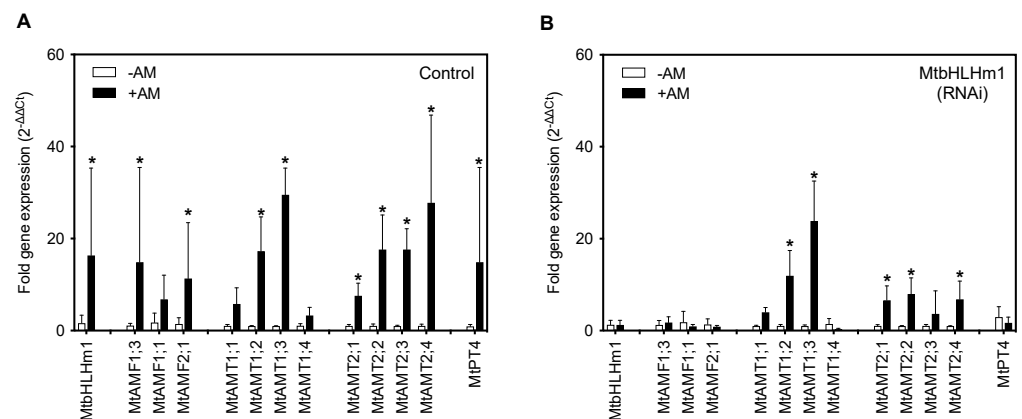 A
Fold gene expression (2-ΔΔCt)
60
40
20
0
-AM
+AM
Control
* * * * * * * * * *
MtbHLHm1
MtAMF1;3
MtAMF1;1
MtAMF2;1
MtAMT1;1
MtAMT1;2
MtAMT1;3
MtAMT1;4
MtAMT2;1
MtAMT2;2
MtAMT2;3
MtAMT2;4
MtPT4
B
Fold gene expression (2-ΔΔCt)
60
40
20
0
-AM
+AM
MtbHLHm1
(RNAi)
* * * * *
MtbHLHm1
MtAMF1;3
MtAMF1;1
MtAMF2;1
MtAMT1;1
MtAMT1;2
MtAMT1;3
MtAMT1;4
MtAMT2;1
MtAMT2;2
MtAMT2;3
MtAMT2;4
MtPT4